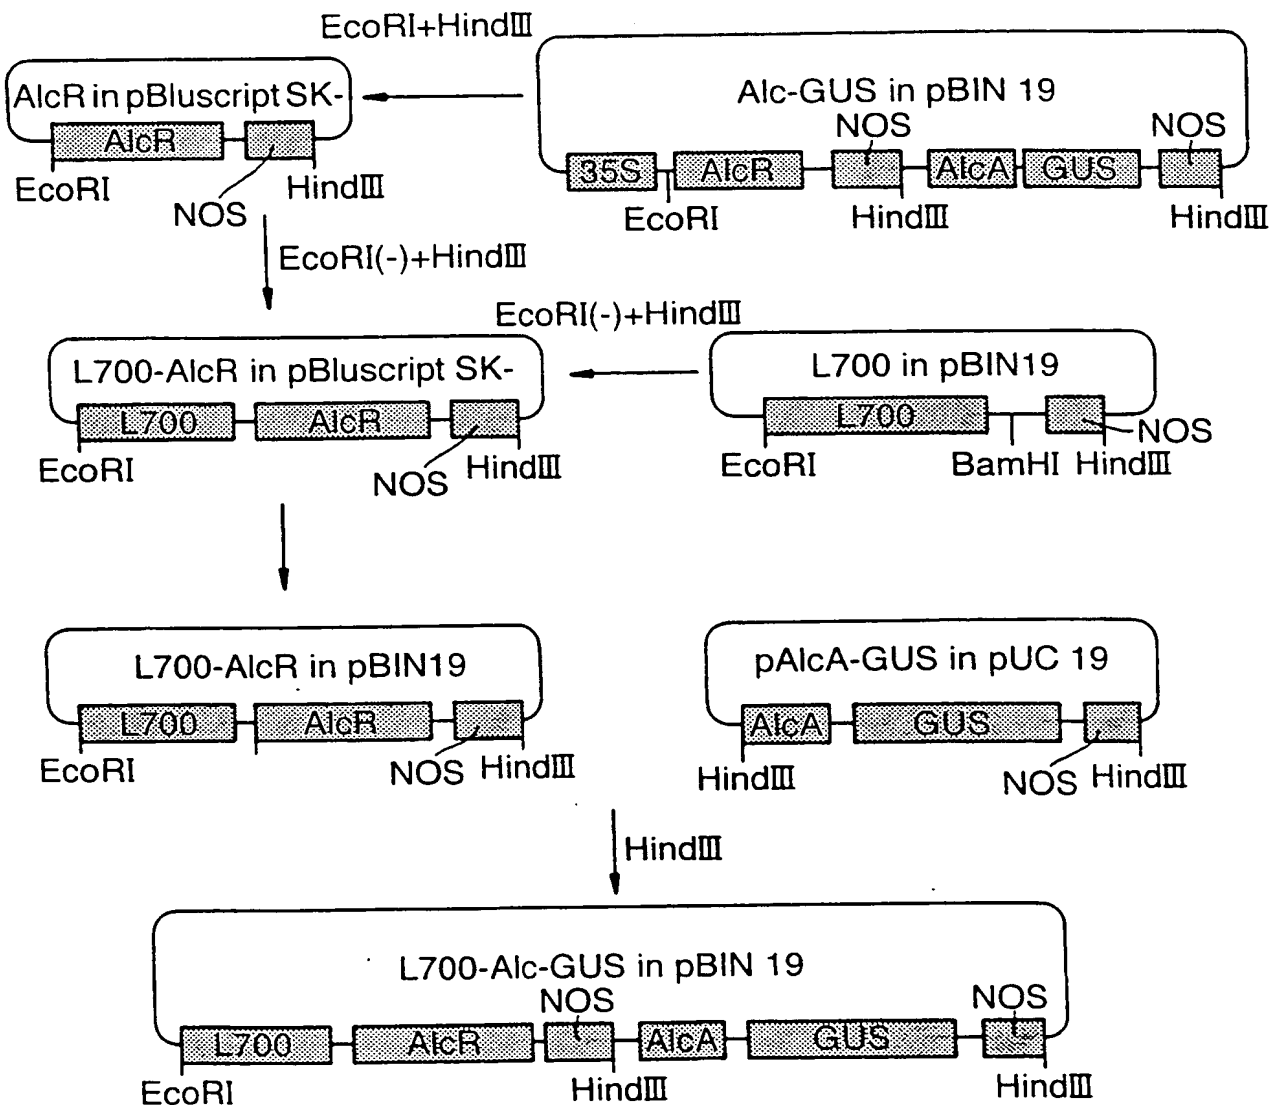 EcoRI+HindⅢ
AlcR in pBluscript SK-
AlcR
EcoRI
NOS
HindⅢ
Alc-GUS in pBIN 19
NOS
NOS
35S
AlcR
AlcA
GUS
EcoRI
HindⅢ
HindⅢ
EcoRI(-)+HindⅢ
EcoRI(-)+HindⅢ
L700-AlcR in pBluscript SK-
L700
AlcR
EcoRI
NOS
HindⅢ
L700 in pBIN19
L700
NOS
EcoRI
BamHI
HindⅢ
L700-AlcR in pBIN19
L700
AlcR
EcoRI
NOS
HindⅢ
pAlcA-GUS in pUC 19
AlcA
GUS
HindⅢ
NOS
HindⅢ
HindⅢ
L700-Alc-GUS in pBIN 19
NOS
NOS
L700
AlcR
AlcA
GUS
EcoRI
HindⅢ
HindⅢ